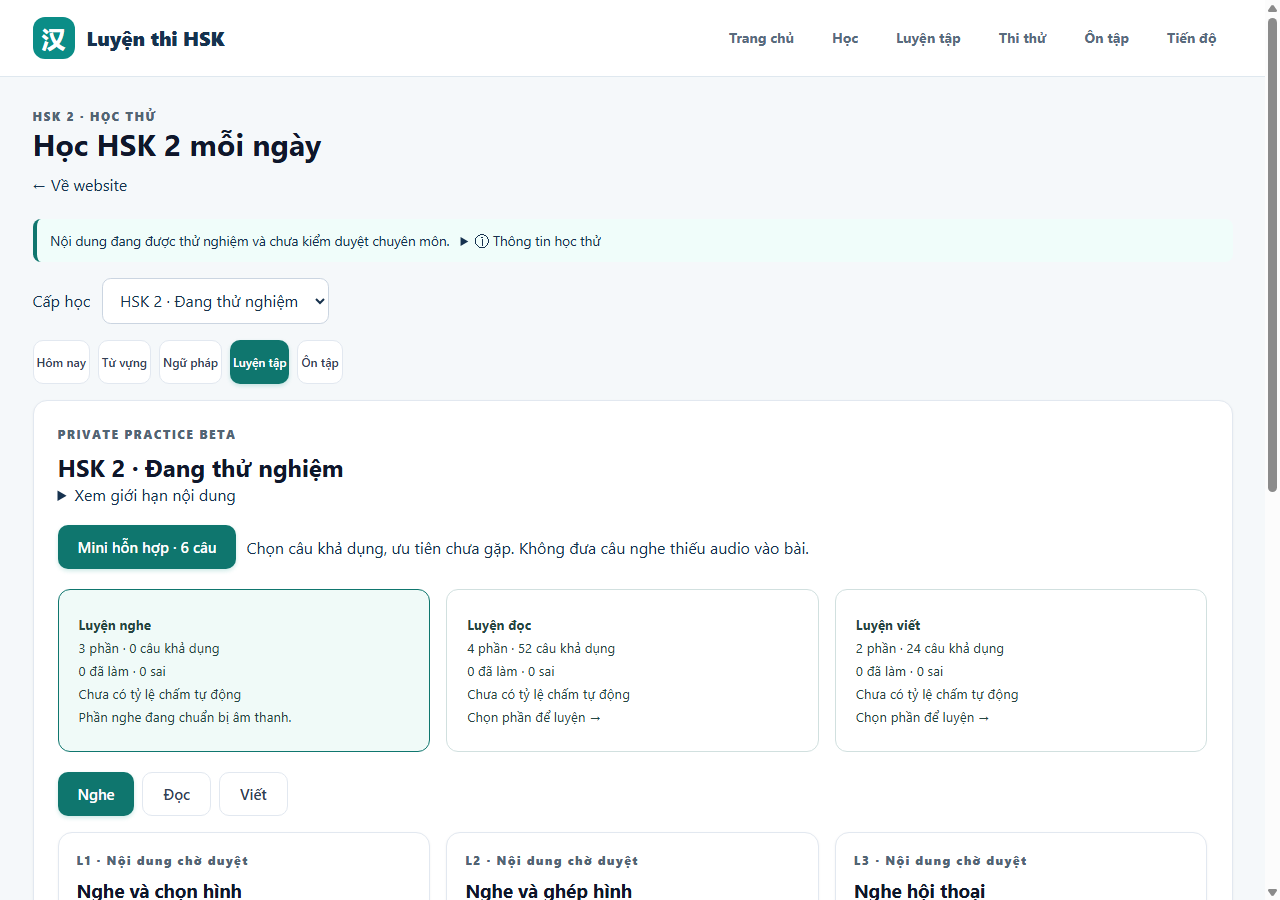 汉 Luyện thi HSK
Trang chủ Học Luyện tập Thi thử Ôn tập Tiến độ
HSK 2 · HỌC THỬ
Học HSK 2 mỗi ngày
← Về website
Nội dung đang được thử nghiệm và chưa kiểm duyệt chuyên môn. ▶ ⓘ Thông tin học thử
Cấp học HSK 2 · Đang thử nghiệm
Hôm nay Từ vựng Ngữ pháp Luyện tập Ôn tập
PRIVATE PRACTICE BETA
HSK 2 · Đang thử nghiệm
▶ Xem giới hạn nội dung
Mini hỗn hợp · 6 câu Chọn câu khả dụng, ưu tiên chưa gặp. Không đưa câu nghe thiếu audio vào bài.
Luyện nghe
3 phần · 0 câu khả dụng
0 đã làm · 0 sai
Chưa có tỷ lệ chấm tự động
Phần nghe đang chuẩn bị âm thanh.
Luyện đọc
4 phần · 52 câu khả dụng
0 đã làm · 0 sai
Chưa có tỷ lệ chấm tự động
Chọn phần để luyện →
Luyện viết
2 phần · 24 câu khả dụng
0 đã làm · 0 sai
Chưa có tỷ lệ chấm tự động
Chọn phần để luyện →
Nghe Đọc Viết
L1 · Nội dung chờ duyệt
Nghe và chọn hình
L2 · Nội dung chờ duyệt
Nghe và ghép hình
L3 · Nội dung chờ duyệt
Nghe hội thoại